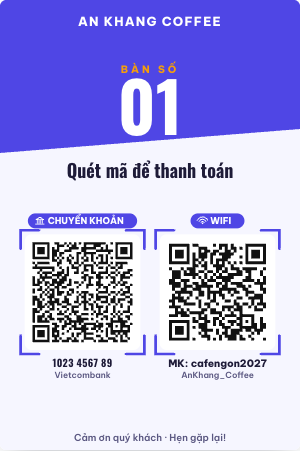 AN KHANG COFFEE
BÀN SỐ
01
Quét mã để thanh toán
CHUYỂN KHOẢN
WIFI
1023 4567 89
Vietcombank
MK: cafengon2027
AnKhang_Coffee
Cảm ơn quý khách · Hẹn gặp lại!